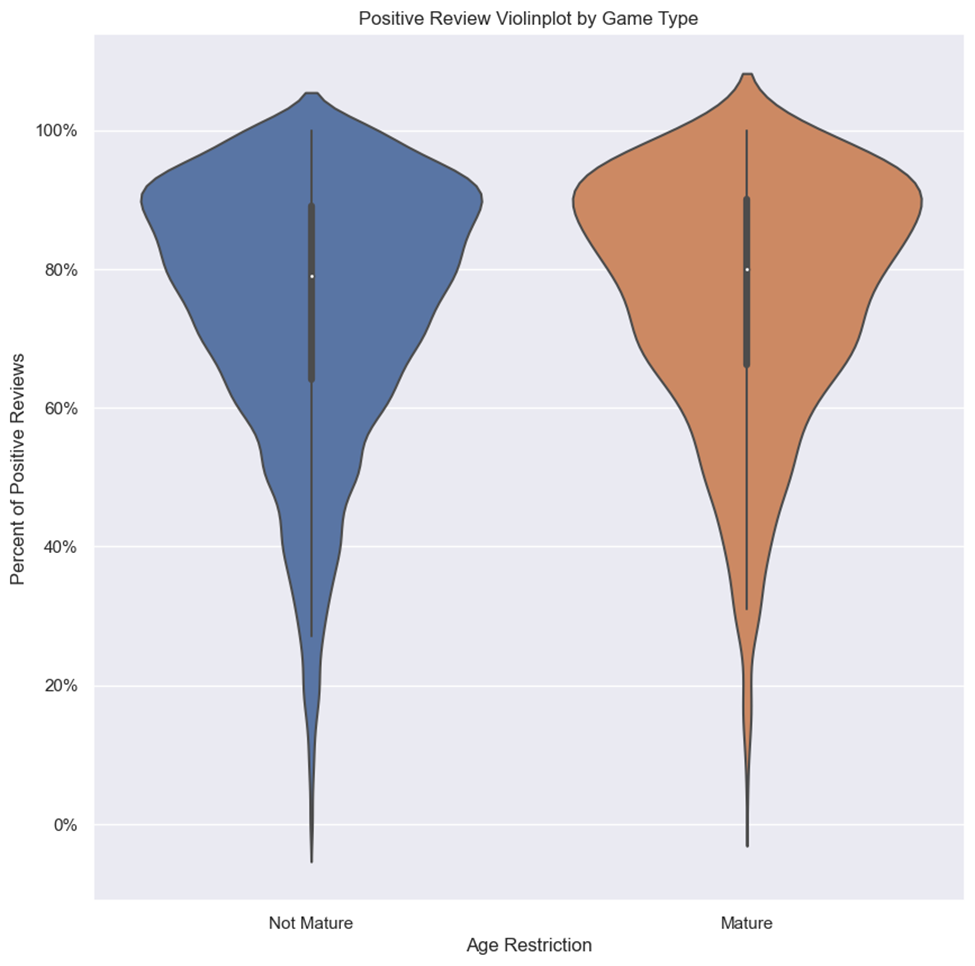 Positive Review Violinplot by Game Type
Percent of Positive Reviews
100%
80%
60%
40%
20%
0%
Not Mature
Mature
Age Restriction